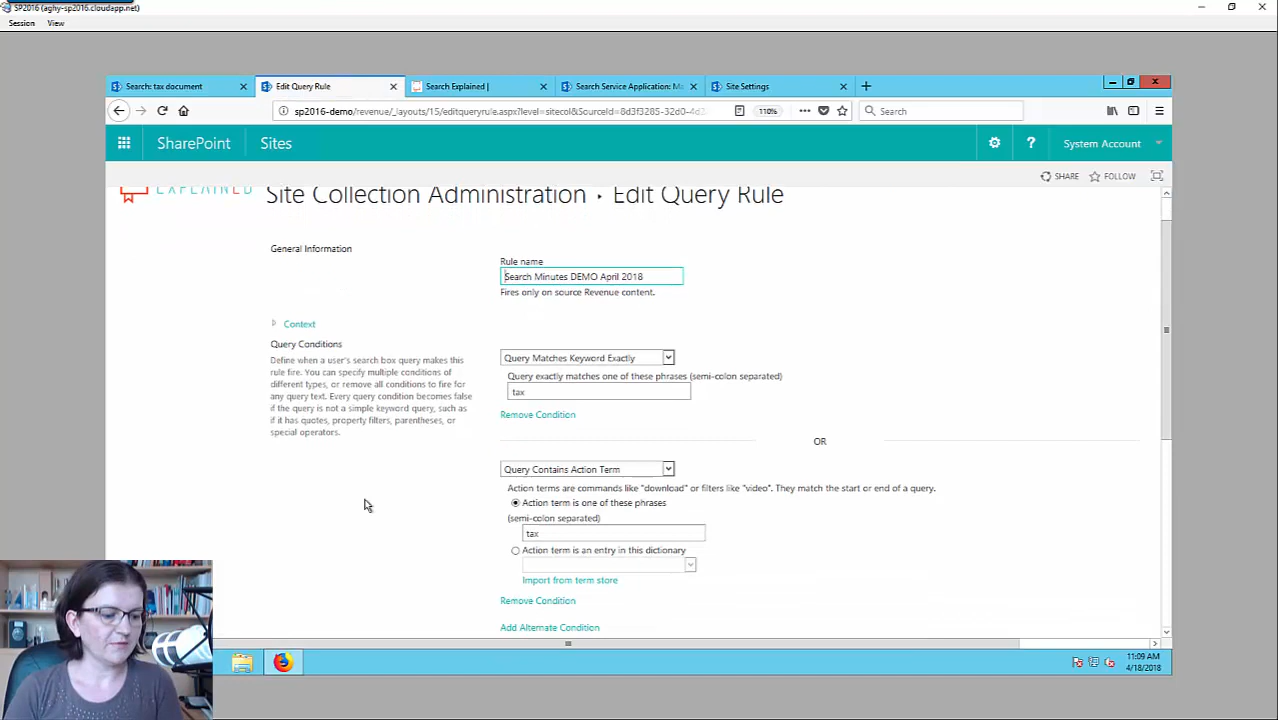 SP2016 (aghy-sp2016.cloudapp.net)
Session View
Search: tax document
Edit Query Rule
Search Explained |
Search Service Application: M
Site Settings
sp2016-demo/revenue/_layouts/15/editqueryrule.aspx?level=sitecol&SourceId=8d3f3285-32d0-4d2
110%
Search
SharePoint
Sites
System Account
SHARE
FOLLOW
EXPLAINED
Site Collection Administration › Edit Query Rule
General Information
Rule name
Search Minutes DEMO April 2018
Fires only on source Revenue content.
Context
Query Conditions
Define when a user's search box query makes this
rule fire. You can specify multiple conditions of
different types, or remove all conditions to fire for
any query text. Every query condition becomes false
if the query is not a simple keyword query, such as
if it has quotes, property filters, parentheses, or
special operators.
Query Matches Keyword Exactly
Query exactly matches one of these phrases (semi-colon separated)
tax
Remove Condition
OR
Query Contains Action Term
Action terms are commands like "download" or filters like "video". They match the start or end of a query.
Action term is one of these phrases
(semi-colon separated)
tax
Action term is an entry in this dictionary
Import from term store
Remove Condition
Add Alternate Condition
11:09 AM
4/18/2018